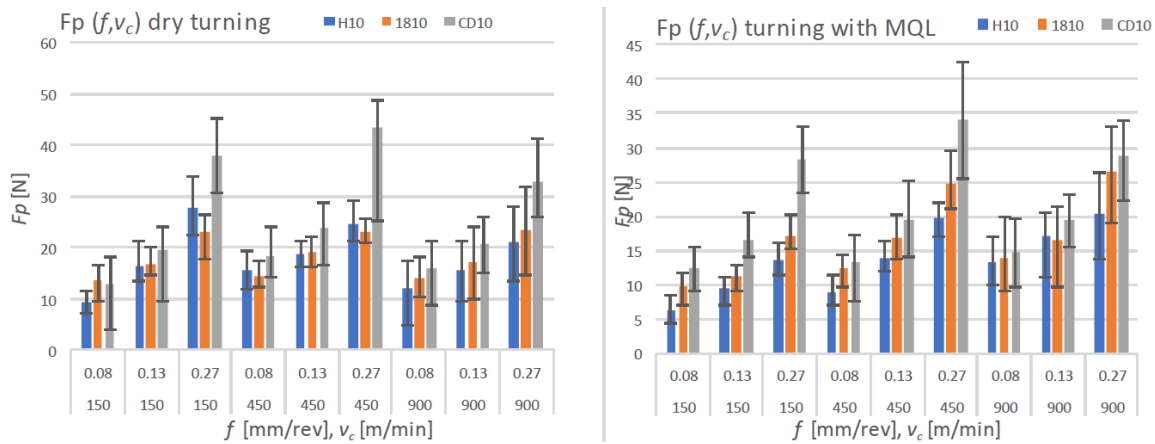 Fp (f,vc) dry turning
H10 1810 CD10
60
50
40
30
20
10
0
Fp [N]
0.08 0.13 0.27 0.08 0.13 0.27 0.08 0.13 0.27
150 150 150 450 450 450 900 900 900
f [mm/rev], vc [m/min]
Fp (f,vc) turning with MQL
H10 1810 CD10
45
40
35
30
25
20
15
10
5
0
Fp [N]
0.08 0.13 0.27 0.08 0.13 0.27 0.08 0.13 0.27
150 150 150 450 450 450 900 900 900
f [mm/rev], vc [m/min]